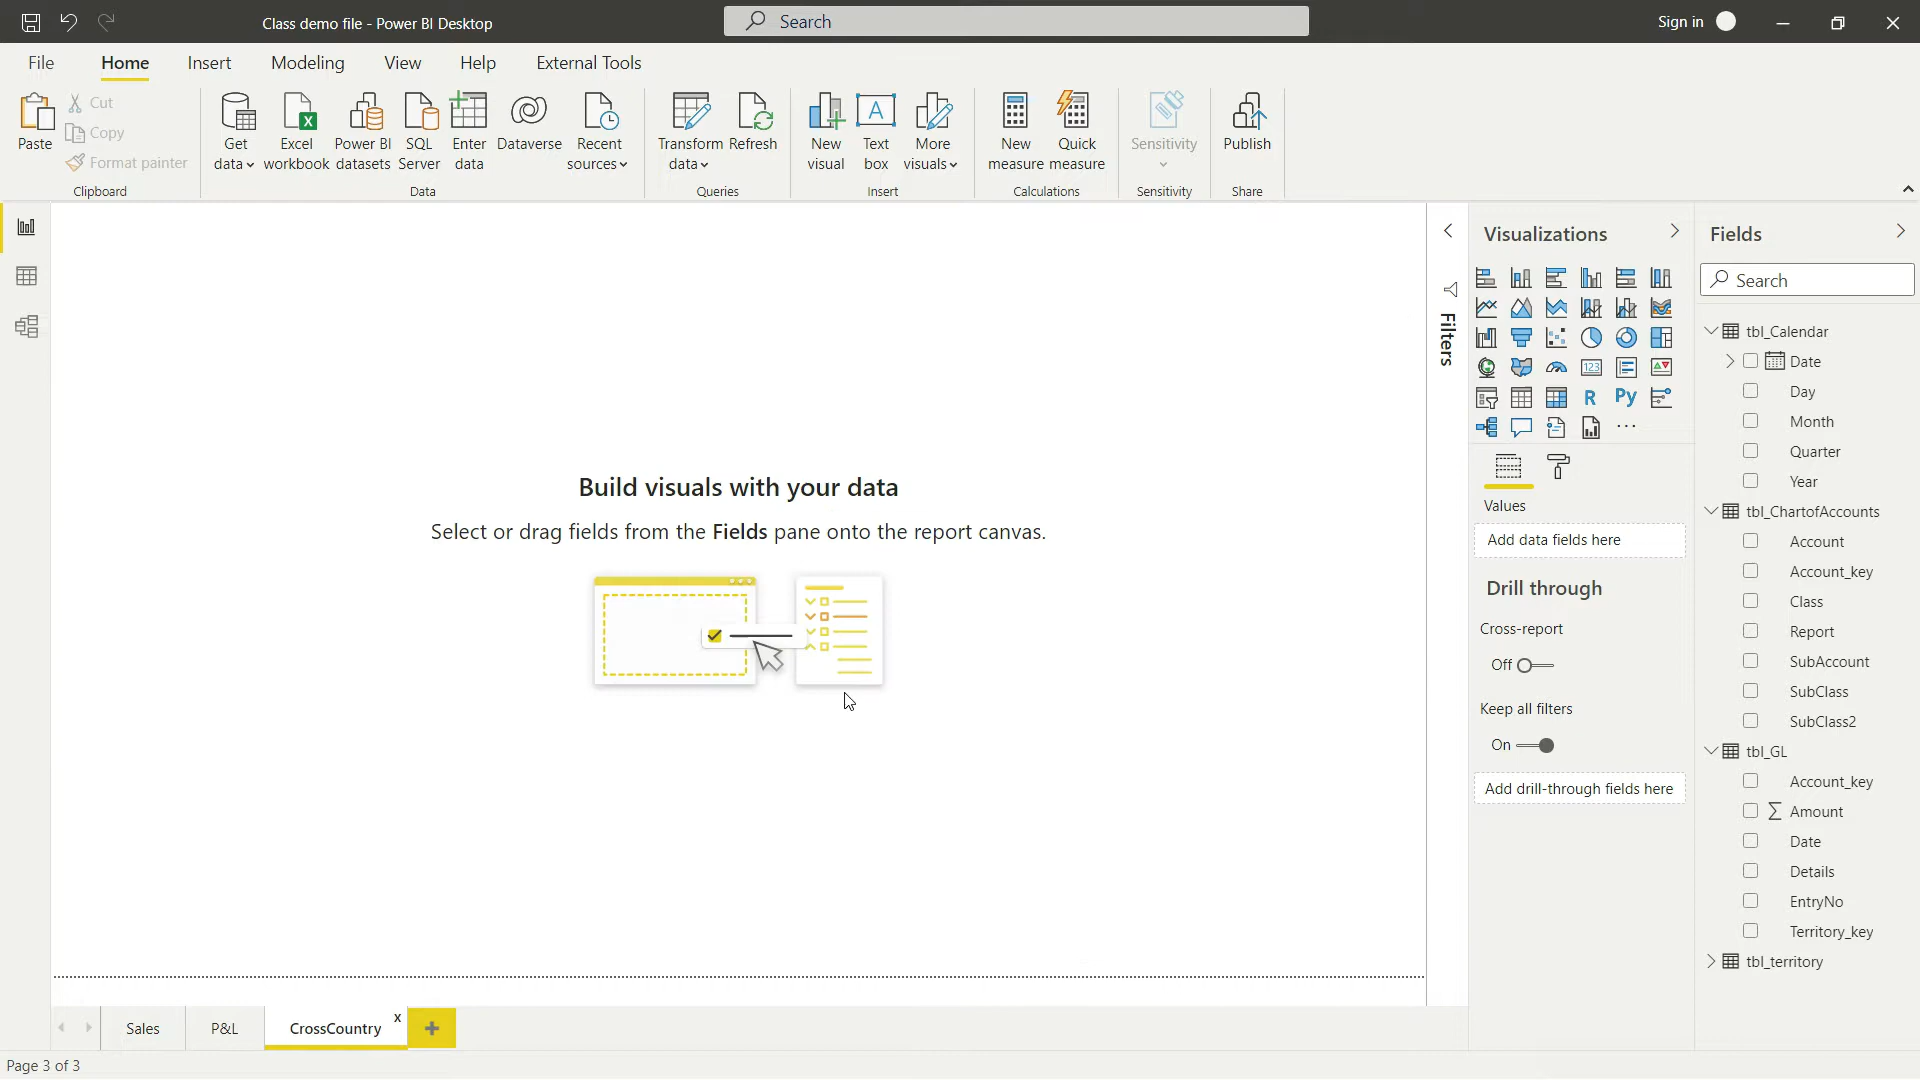 Class demo file - Power BI Desktop
Search
Sign in
File
Home
Insert
Modeling
View
Help
External Tools
Paste
Cut
Copy
Format painter
Clipboard
Get data
Excel workbook
Power BI datasets
SQL Server
Enter data
Dataverse
Recent sources
Data
Transform data
Refresh
Queries
New visual
Text box
More visuals
Insert
New measure
Quick measure
Calculations
Sensitivity
Sensitivity
Publish
Share
Build visuals with your data
Select or drag fields from the Fields pane onto the report canvas.
Filters
Visualizations
R
Py
123
Values
Add data fields here
Drill through
Cross-report
Off
Keep all filters
On
Add drill-through fields here
Fields
Search
tbl_Calendar
Date
Day
Month
Quarter
Year
tbl_ChartofAccounts
Account
Account_key
Class
Report
SubAccount
SubClass
SubClass2
tbl_GL
Account_key
Amount
Date
Details
EntryNo
Territory_key
tbl_territory
Sales
P&L
CrossCountry
x
Page 3 of 3